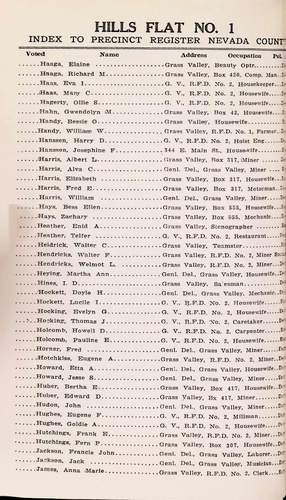 HILLS FLAT NO. 1
INDEX TO PRECINCT REGISTER NEVADA COUNT
Voted Name Address Occupation Pol.
......Haaga, Elaine......Grass Valley, Beauty Optr.
......Haaga, Richard M......Grass Valley, Box 426, Comp. Man.
......Haas, Eva I......G. V., R.F.D. No. 2, Housekeeper
......Haas, Mary C......G. V., R.F.D. No. 2, Housewife
......Hagerty, Ollie S......G. V., R.F.D. No. 2, Housewife
......Hahn, Gwendolyn M......Grass Valley, Box 42, Housewife
......Handy, Bessie O......Grass Valley, Housewife
......Handy, William W......Grass Valley, R.F.D. No. 1, Farmer
......Hanssen, Harry D......G. V., R.F.D. No. 2, Hoist Eng.
......Hanssen, Josephine F......G. V., 344 E. Main St., Housewife
......Harris, Albert L......Grass Valley, Box 317, Miner
......Harris, Alva C......Genl. Del., Grass Valley, Miner
......Harris, Elizabeth......Grass Valley, Box 317, Housewife
......Harris, Fred E......Grass Valley, Box 317, Motorman
......Harris, William......Genl. Del., Grass Valley, Miner
......Hays, Bess Ellen......Grass Valley, Box 555, Housewife
......Hays, Zachary......Grass Valley, Box 555, Mechanic
......Heather, Enid A......Grass Valley, Stenographer
......Heather, Telfer......G. V., R.F.D. No. 2, Restaurant
......Heidrick, Walter C......Grass Valley, Teamster
......Hendricks, Walter F......Grass Valley, R.F.D. No. 2, Miner
......Hendricks, Welmot L......Grass Valley, R.F.D. No. 2, Miner
......Heying, Martha Ann......Genl. Del., Grass Valley, Housewife
......Hines, I. D......Grass Valley, Salesman
......Hockett, Doyle H......Genl. Del., Grass Valley, Mechanic
......Hockett, Lucile I......G. V., R.F.D. No. 2, Housewife
......Hocking, Evelyn G......G. V., R.F.D. No. 2, Housewife
......Hocking, Thomas J......G. V., R.F.D. No. 2, Caretaker
......Holcomb, Howell D......G. V., R.F.D. No. 2, Carpenter
......Holcomb, Pauline E......G. V., R.F.D. No. 2, Housewife
......Horner, Fred......Genl. Del., Grass Valley, Miner
......Hotchkiss, Eugene A......Grass Valley, R.F.D. No. 2, Miner
......Howard, Etta A......Genl. Del., Grass Valley, Housewife
......Howard, Jesse S......Genl. Del., Grass Valley, Miner
......Huber, Bertha E......Grass Valley, Box 417, Housewife
......Huber, Edward D......Grass Valley, Bx 417, Miner
......Hudon, John......Genl. Del., Grass Valley, Miner
......Hughes, Eugene F......G. V., R.F.D. No. 2, Millman
......Hughes, Goldie A......G. V., R.F.D. No. 2, Housewife
......Hutchings, Frank E......Grass Valley, R.F.D. No. 2, Miner
......Hutchings, Fern F......Grass Valley, Box 307, Housewife
......Jackson, Francis John......Genl. Del., Grass Valley, Laborer
......Jackson, Jack......Genl. Del., Grass Valley, Musician
......James, Anna Marie......Grass Valley, R.F.D. No. 2, Clerk